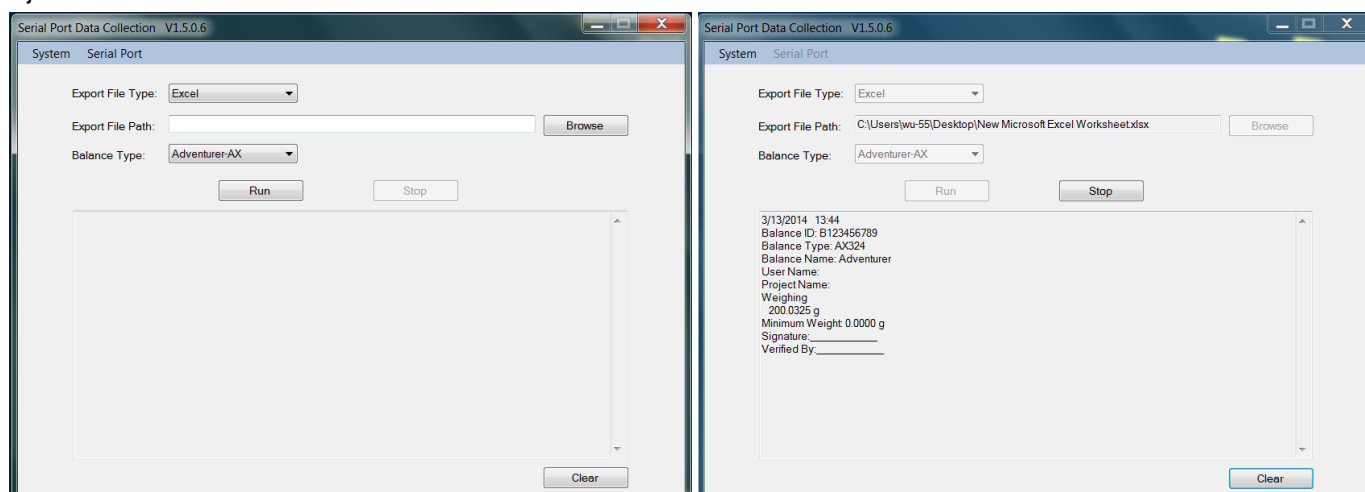 Serial Port Data Collection V1.5.0.6
System Serial Port
Export File Type: Excel
Export File Path: Browse
Balance Type: Adventurer-AX
Run Stop
Clear
Serial Port Data Collection V1.5.0.6
System Serial Port
Export File Type: Excel
Export File Path: C:\Users\wu-55\Desktop\New Microsoft Excel Worksheet.xlsx Browse
Balance Type: Adventurer-AX
Run Stop
3/13/2014 13:44
Balance ID: B123456789
Balance Type: AX324
Balance Name: Adventurer
User Name:
Project Name:
Weighing
200.0325 g
Minimum Weight: 0.0000 g
Signature:____________
Verified By:____________
Clear